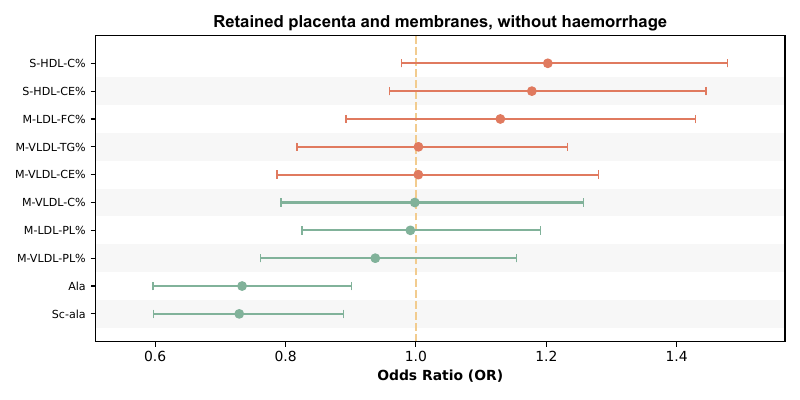 Retained placenta and membranes, without haemorrhage
S-HDL-C%
S-HDL-CE%
M-LDL-FC%
M-VLDL-TG%
M-VLDL-CE%
M-VLDL-C%
M-LDL-PL%
M-VLDL-PL%
Ala
Sc-ala
0.6 0.8 1.0 1.2 1.4
Odds Ratio (OR)